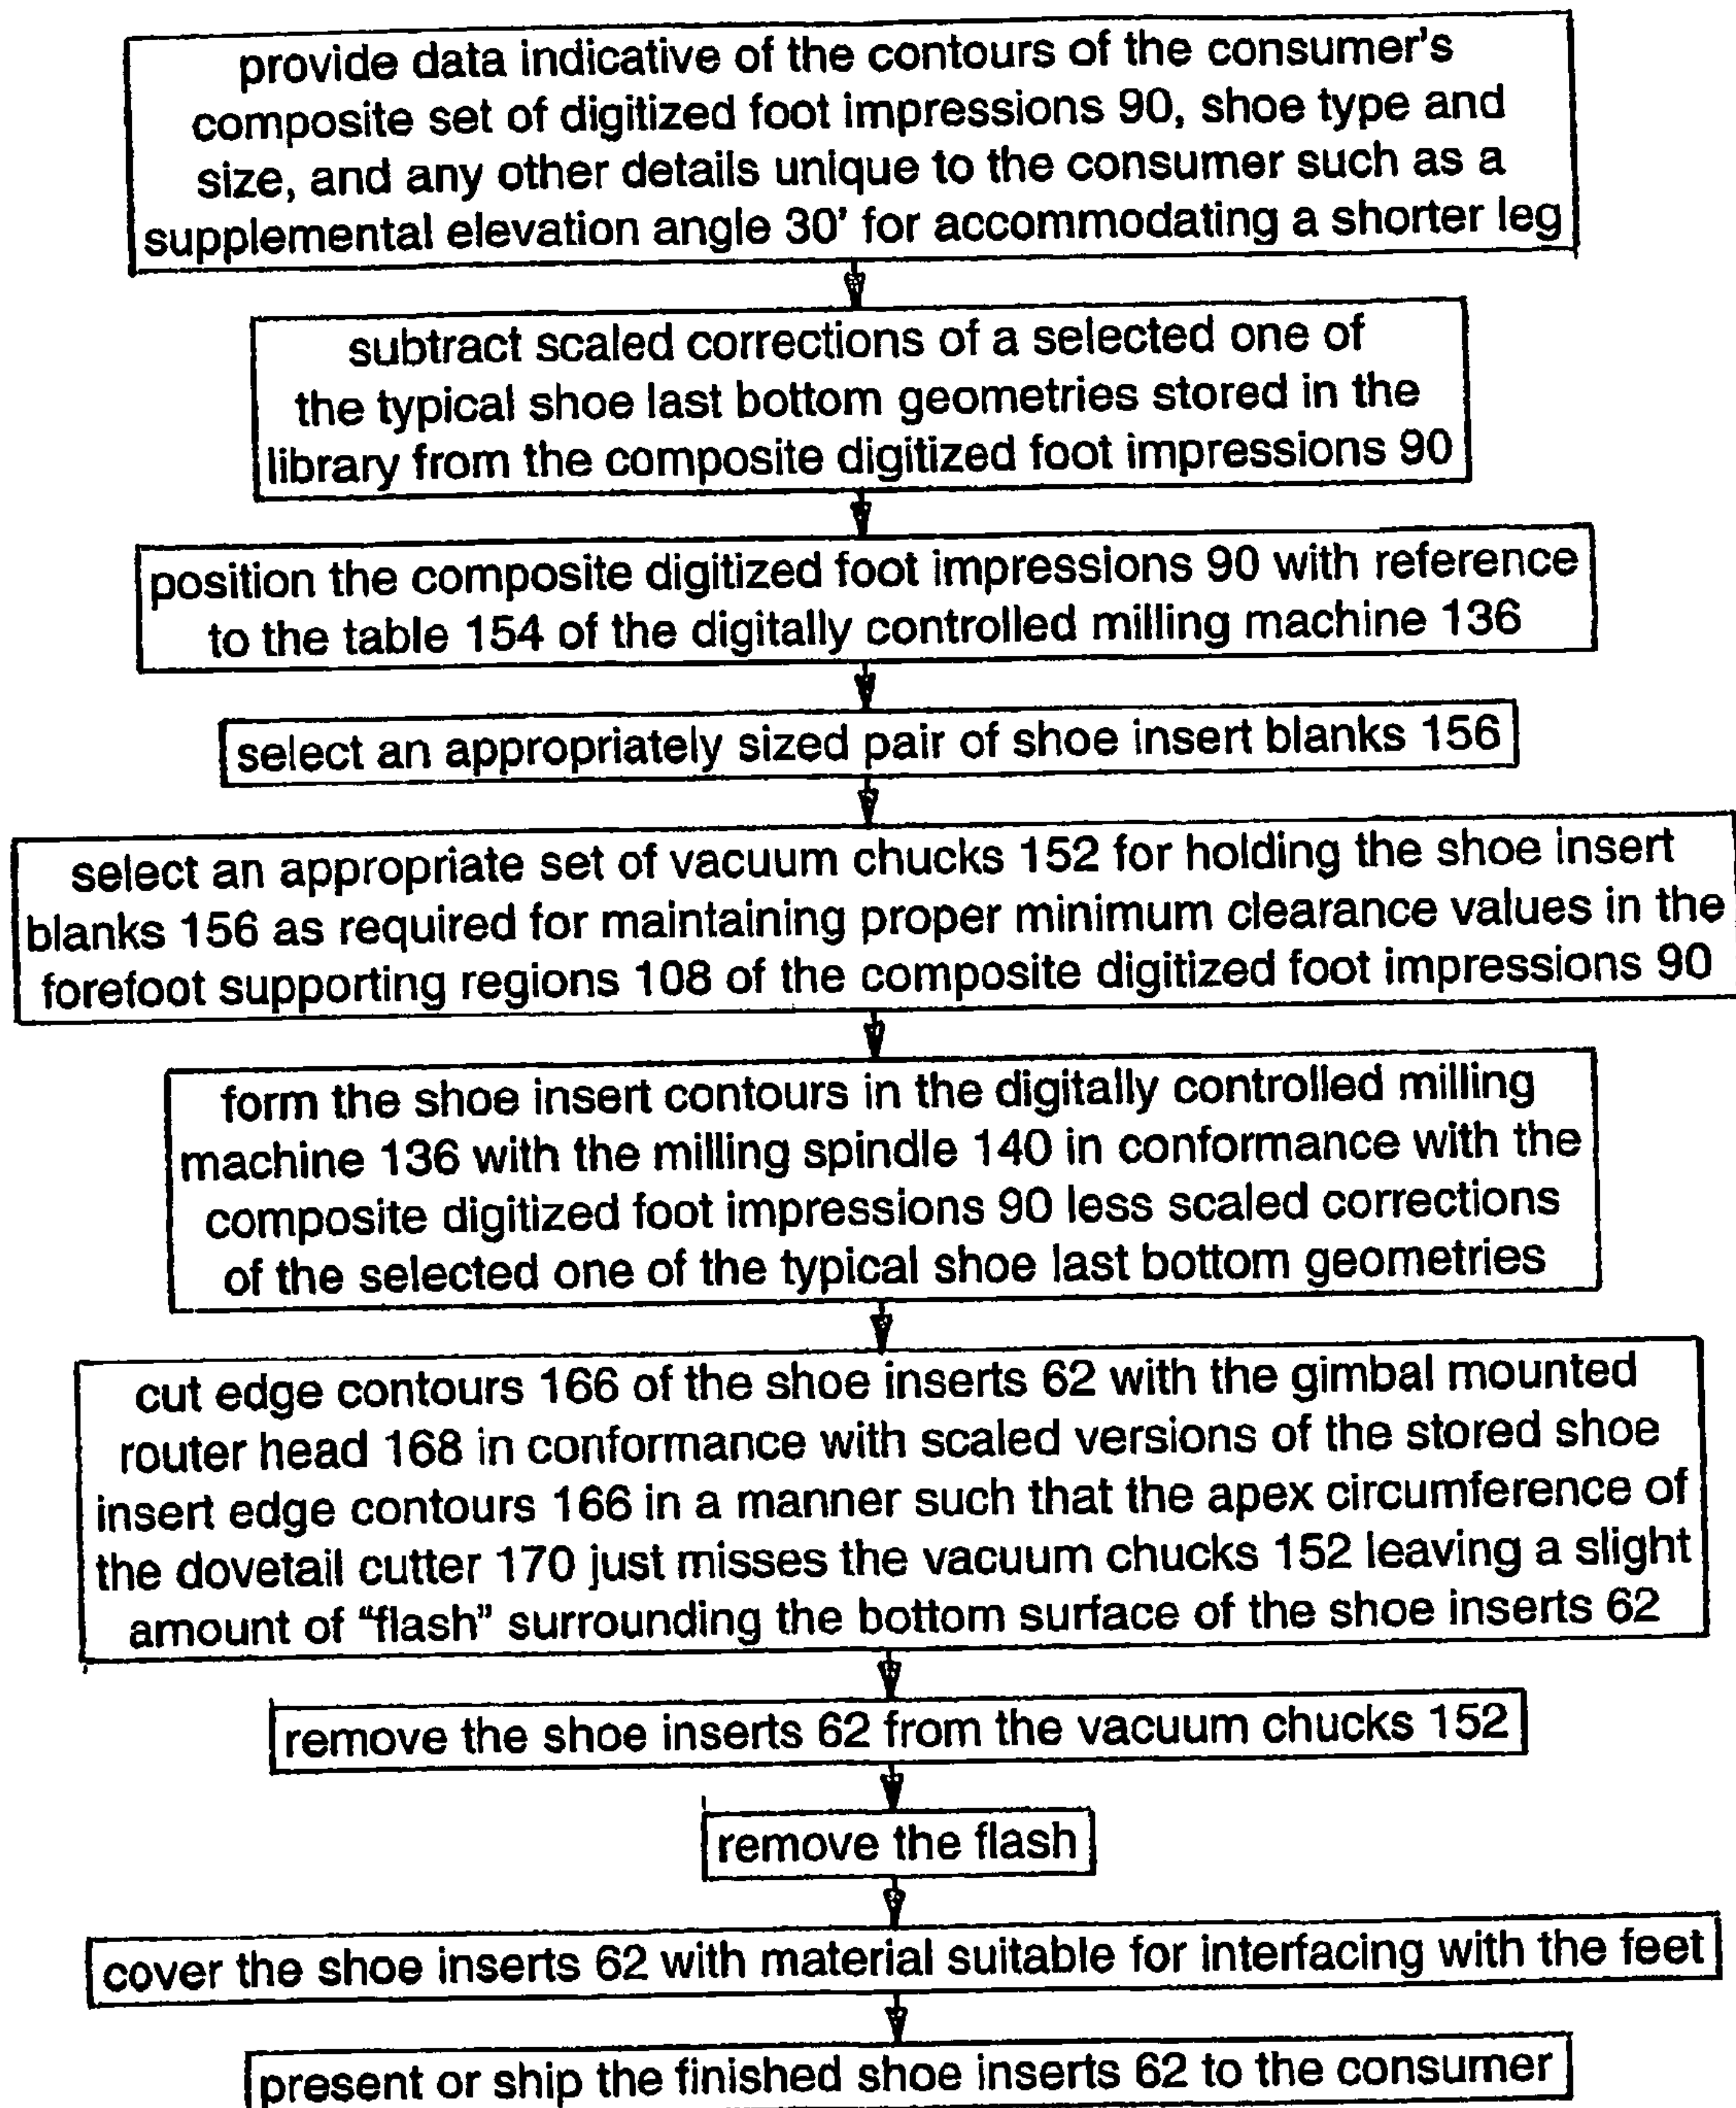 provide data indicative of the contours of the consumer's
composite set of digitized foot impressions 90, shoe type and
size, and any other details unique to the consumer such as a
supplemental elevation angle 30' for accommodating a shorter leg
subtract scaled corrections of a selected one of
the typical shoe last bottom geometries stored in the
library from the composite digitized foot impressions 90
position the composite digitized foot impressions 90 with reference
to the table 154 of the digitally controlled milling machine 136
select an appropriately sized pair of shoe insert blanks 156
select an appropriate set of vacuum chucks 152 for holding the shoe insert
blanks 156 as required for maintaining proper minimum clearance values in the
forefoot supporting regions 108 of the composite digitized foot impressions 90
form the shoe insert contours in the digitally controlled milling
machine 136 with the milling spindle 140 in conformance with the
composite digitized foot impressions 90 less scaled corrections
of the selected one of the typical shoe last bottom geometries
cut edge contours 166 of the shoe inserts 62 with the gimbal mounted
router head 168 in conformance with scaled versions of the stored shoe
insert edge contours 166 in a manner such that the apex circumference of
the dovetail cutter 170 just misses the vacuum chucks 152 leaving a slight
amount of "flash" surrounding the bottom surface of the shoe inserts 62
remove the shoe inserts 62 from the vacuum chucks 152
remove the flash
cover the shoe inserts 62 with material suitable for interfacing with the feet
present or ship the finished shoe inserts 62 to the consumer